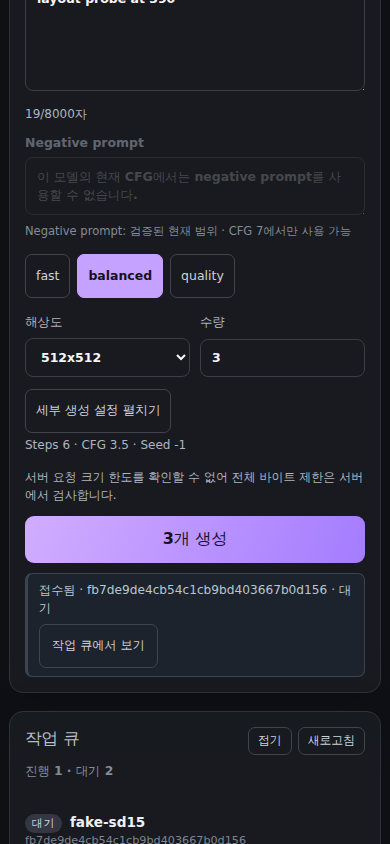 layout probe at 390
19/8000자
Negative prompt
이 모델의 현재 CFG에서는 negative prompt를 사
용할 수 없습니다.
Negative prompt: 검증된 현재 범위 · CFG 7에서만 사용 가능
fast balanced quality
해상도 수량
512x512 3
세부 생성 설정 펼치기
Steps 6 · CFG 3.5 · Seed -1
서버 요청 크기 한도를 확인할 수 없어 전체 바이트 제한은 서버
에서 검사합니다.
3개 생성
접수됨 · fb7de9de4cb54c1cb9bd403667b0d156 · 대
기
작업 큐에서 보기
작업 큐 접기 새로고침
진행 1 · 대기 2
대기 fake-sd15
fb7de9de4cb54c1cb9bd403667b0d156